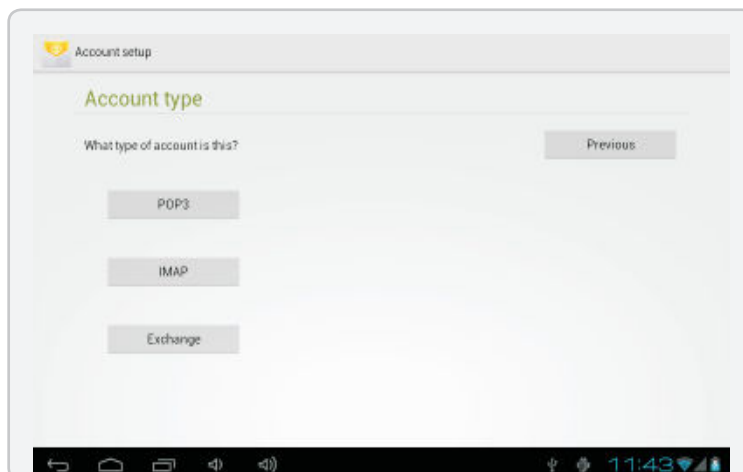 Account setup
Account type
What type of account is this?
Previous
POP3
IMAP
Exchange
11:43